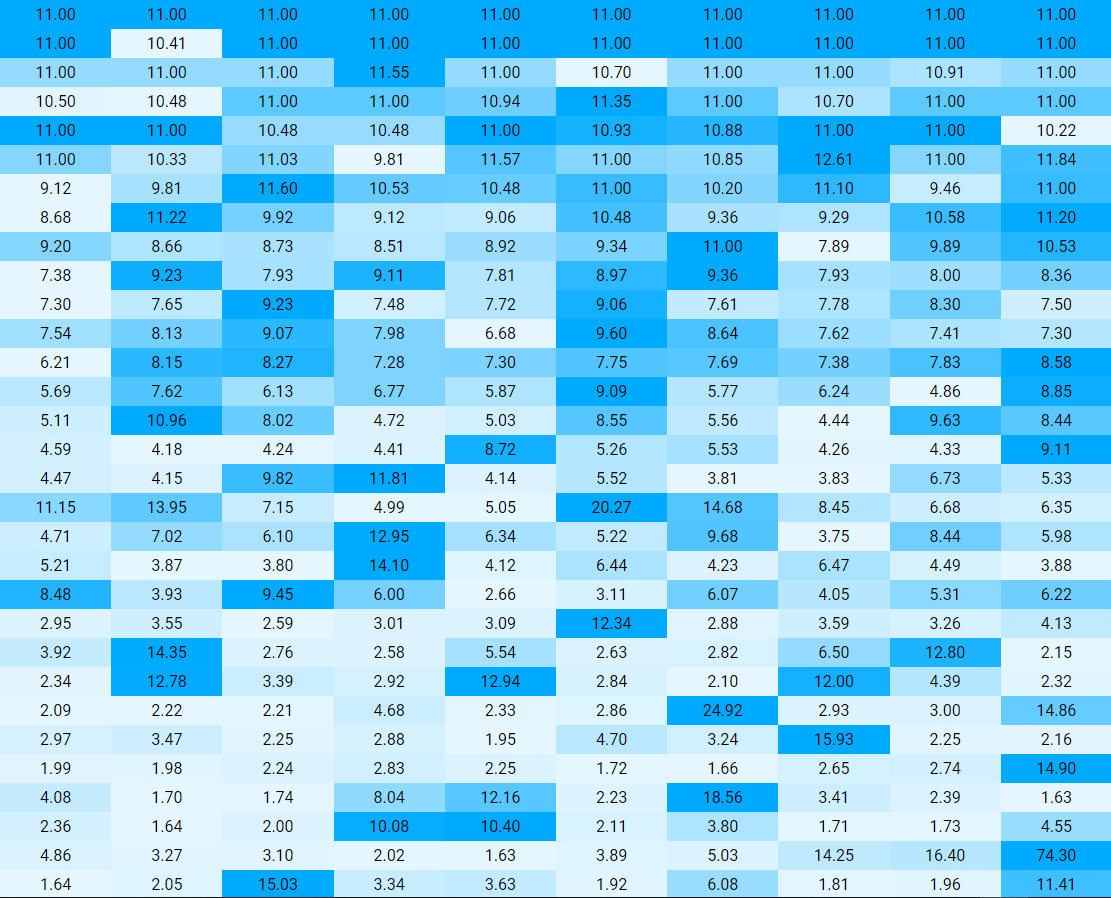 11.00 11.00 11.00 11.00 11.00 11.00 11.00 11.00 11.00 11.00
11.00 10.41 11.00 11.00 11.00 11.00 11.00 11.00 11.00 11.00
11.00 11.00 11.00 11.55 11.00 10.70 11.00 11.00 10.91 11.00
10.50 10.48 11.00 11.00 10.94 11.35 11.00 10.70 11.00 11.00
11.00 11.00 10.48 10.48 11.00 10.93 10.88 11.00 11.00 10.22
11.00 10.33 11.03 9.81 11.57 11.00 10.85 12.61 11.00 11.84
9.12 9.81 11.60 10.53 10.48 11.00 10.20 11.10 9.46 11.00
8.68 11.22 9.92 9.12 9.06 10.48 9.36 9.29 10.58 11.20
9.20 8.66 8.73 8.51 8.92 9.34 11.00 7.89 9.89 10.53
7.38 9.23 7.93 9.11 7.81 8.97 9.36 7.93 8.00 8.36
7.30 7.65 9.23 7.48 7.72 9.06 7.61 7.78 8.30 7.50
7.54 8.13 9.07 7.98 6.68 9.60 8.64 7.62 7.41 7.30
6.21 8.15 8.27 7.28 7.30 7.75 7.69 7.38 7.83 8.58
5.69 7.62 6.13 6.77 5.87 9.09 5.77 6.24 4.86 8.85
5.11 10.96 8.02 4.72 5.03 8.55 5.56 4.44 9.63 8.44
4.59 4.18 4.24 4.41 8.72 5.26 5.53 4.26 4.33 9.11
4.47 4.15 9.82 11.81 4.14 5.52 3.81 3.83 6.73 5.33
11.15 13.95 7.15 4.99 5.05 20.27 14.68 8.45 6.68 6.35
4.71 7.02 6.10 12.95 6.34 5.22 9.68 3.75 8.44 5.98
5.21 3.87 3.80 14.10 4.12 6.44 4.23 6.47 4.49 3.88
8.48 3.93 9.45 6.00 2.66 3.11 6.07 4.05 5.31 6.22
2.95 3.55 2.59 3.01 3.09 12.34 2.88 3.59 3.26 4.13
3.92 14.35 2.76 2.58 5.54 2.63 2.82 6.50 12.80 2.15
2.34 12.78 3.39 2.92 12.94 2.84 2.10 12.00 4.39 2.32
2.09 2.22 2.21 4.68 2.33 2.86 24.92 2.93 3.00 14.86
2.97 3.47 2.25 2.88 1.95 4.70 3.24 15.93 2.25 2.16
1.99 1.98 2.24 2.83 2.25 1.72 1.66 2.65 2.74 14.90
4.08 1.70 1.74 8.04 12.16 2.23 18.56 3.41 2.39 1.63
2.36 1.64 2.00 10.08 10.40 2.11 3.80 1.71 1.73 4.55
4.86 3.27 3.10 2.02 1.63 3.89 5.03 14.25 16.40 74.30
1.64 2.05 15.03 3.34 3.63 1.92 6.08 1.81 1.96 11.41